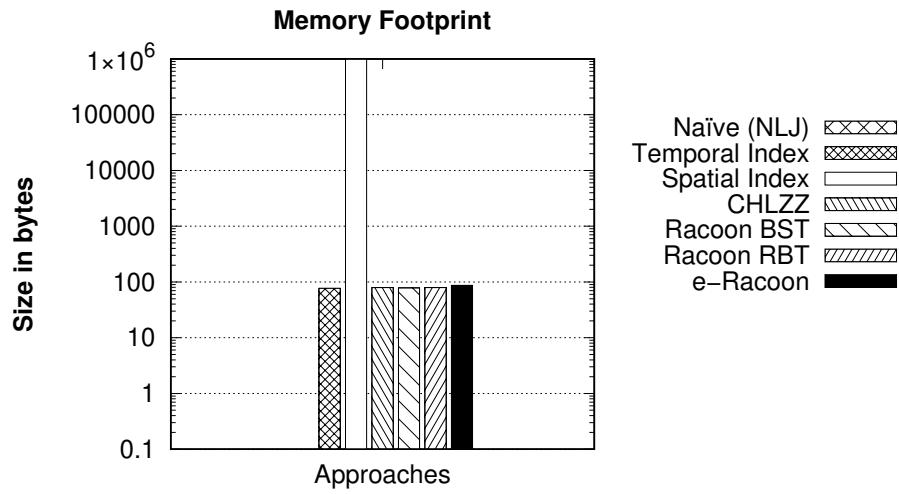 Memory Footprint
1×10⁶
100000
10000
1000
100
10
1
0.1
Size in bytes
Approaches
Naïve (NLJ)
Temporal Index
Spatial Index
CHLZZ
Racoon BST
Racoon RBT
e−Racoon